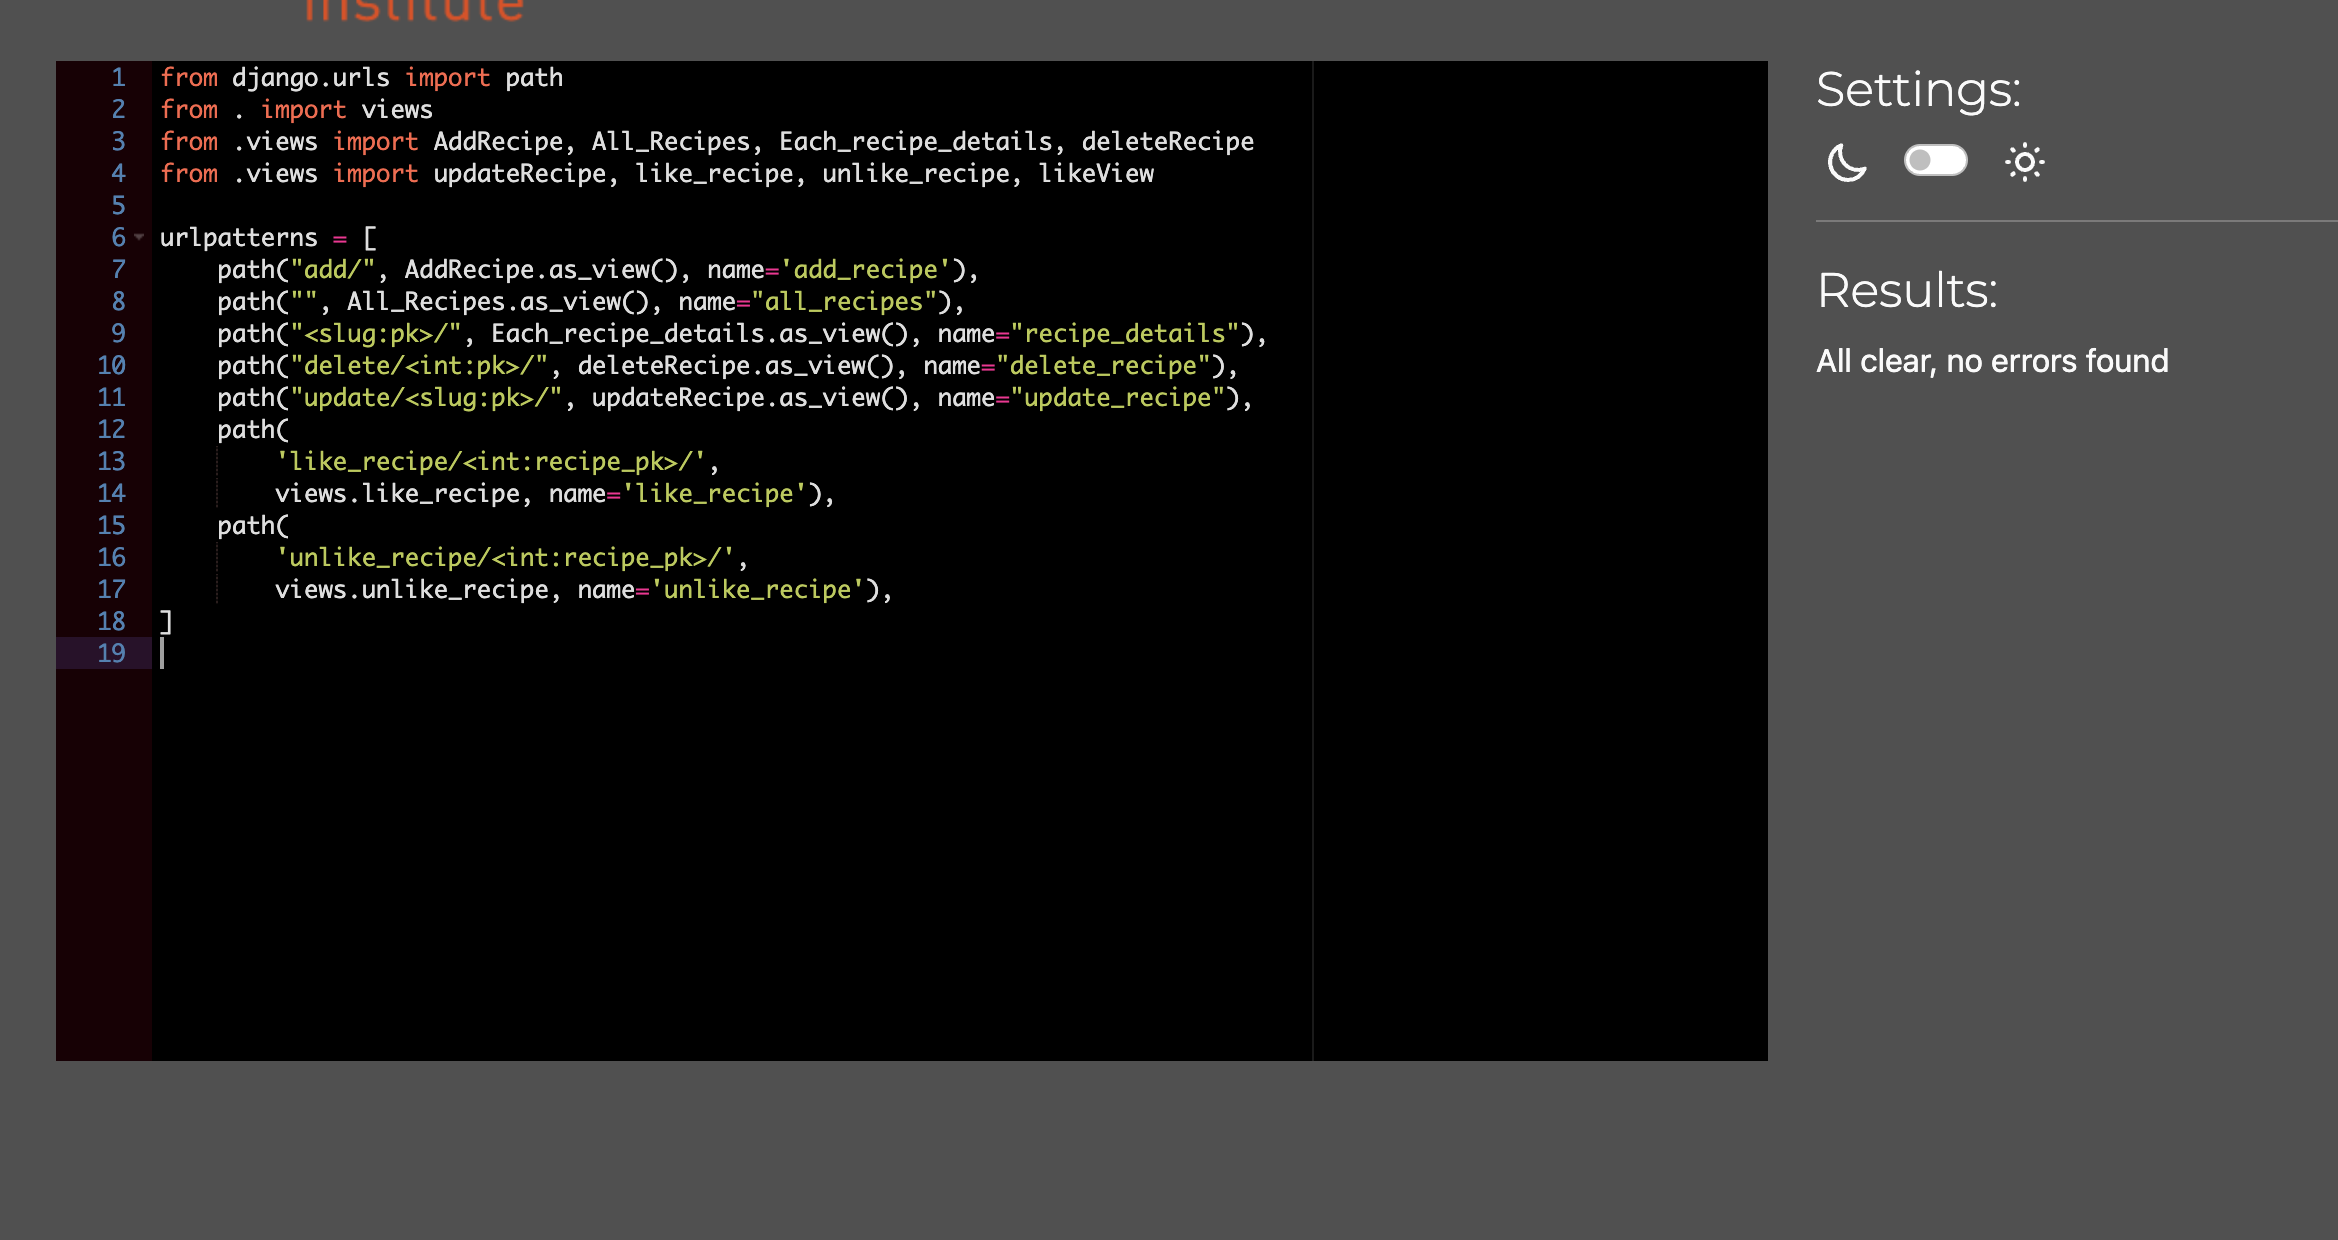 institute
1 from django.urls import path
2 from . import views
3 from .views import AddRecipe, All_Recipes, Each_recipe_details, deleteRecipe
4 from .views import updateRecipe, like_recipe, unlike_recipe, likeView
5
6 urlpatterns = [
7     path("add/", AddRecipe.as_view(), name='add_recipe'),
8     path("", All_Recipes.as_view(), name="all_recipes"),
9     path("<slug:pk>/", Each_recipe_details.as_view(), name="recipe_details"),
10     path("delete/<int:pk>/", deleteRecipe.as_view(), name="delete_recipe"),
11     path("update/<slug:pk>/", updateRecipe.as_view(), name="update_recipe"),
12     path(
13         'like_recipe/<int:recipe_pk>/',
14         views.like_recipe, name='like_recipe'),
15     path(
16         'unlike_recipe/<int:recipe_pk>/',
17         views.unlike_recipe, name='unlike_recipe'),
18 ]
19
Settings:
Results:
All clear, no errors found